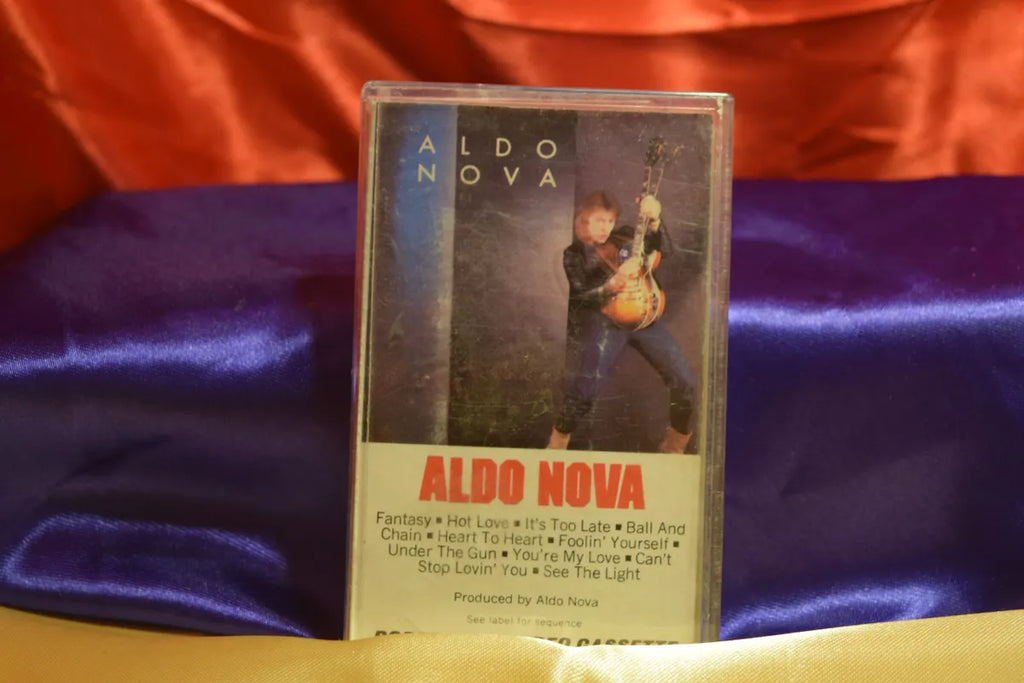 ALDO
NOVA
ALDO NOVA
Fantasy ▪ Hot Love ▪ It's Too Late ▪ Ball And
Chain ▪ Heart To Heart ▪ Foolin' Yourself ▪
Under The Gun ▪ You're My Love ▪ Can't
Stop Lovin' You ▪ See The Light
Produced by Aldo Nova
See label for sequence
CASSETTE